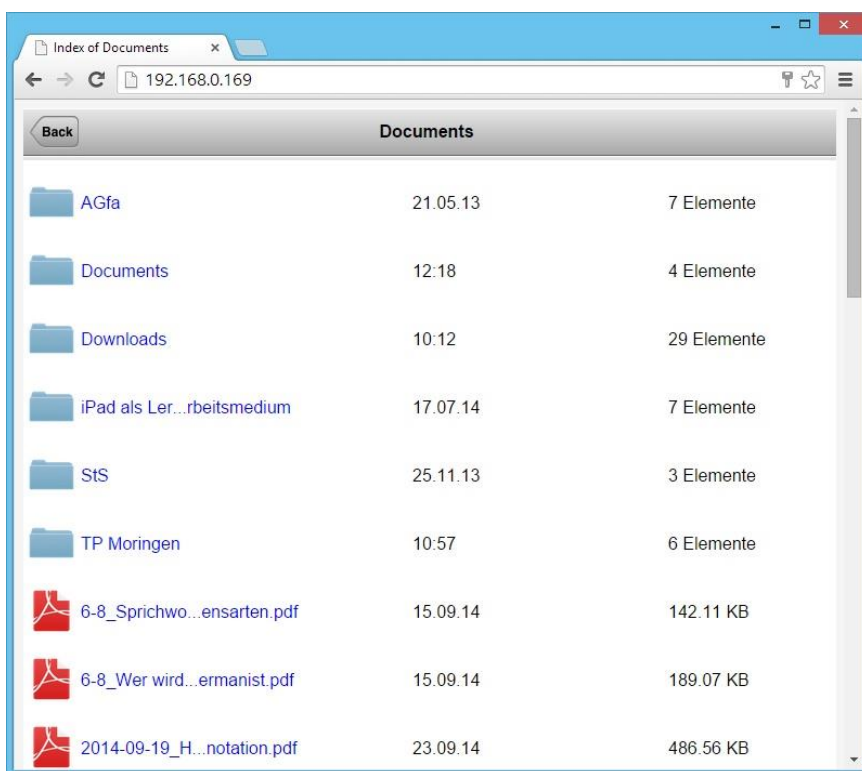 Index of Documents
192.168.0.169
Back Documents
AGfa 21.05.13 7 Elemente
Documents 12:18 4 Elemente
Downloads 10:12 29 Elemente
iPad als Ler...rbeitsmedium 17.07.14 7 Elemente
StS 25.11.13 3 Elemente
TP Moringen 10:57 6 Elemente
6-8_Sprichwo...ensarten.pdf 15.09.14 142.11 KB
6-8_Wer wird...ermanist.pdf 15.09.14 189.07 KB
2014-09-19_H...notation.pdf 23.09.14 486.56 KB